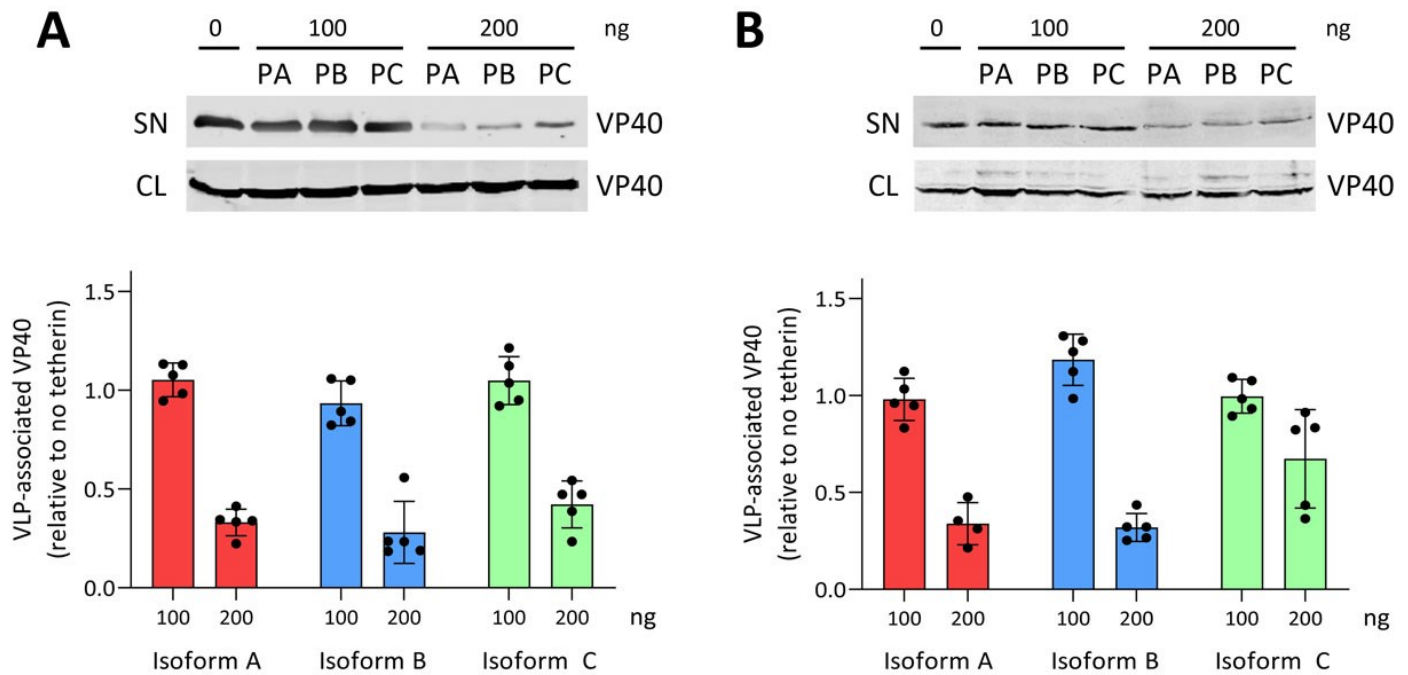 A
0 100 200 ng
PA PB PC PA PB PC
SN VP40
CL VP40
VLP-associated VP40
(relative to no tetherin)
1.5
1.0
0.5
0.0
100 200 100 200 100 200 ng
Isoform A Isoform B Isoform C
B
0 100 200 ng
PA PB PC PA PB PC
SN VP40
CL VP40
VLP-associated VP40
(relative to no tetherin)
1.5
1.0
0.5
0.0
100 200 100 200 100 200 ng
Isoform A Isoform B Isoform C